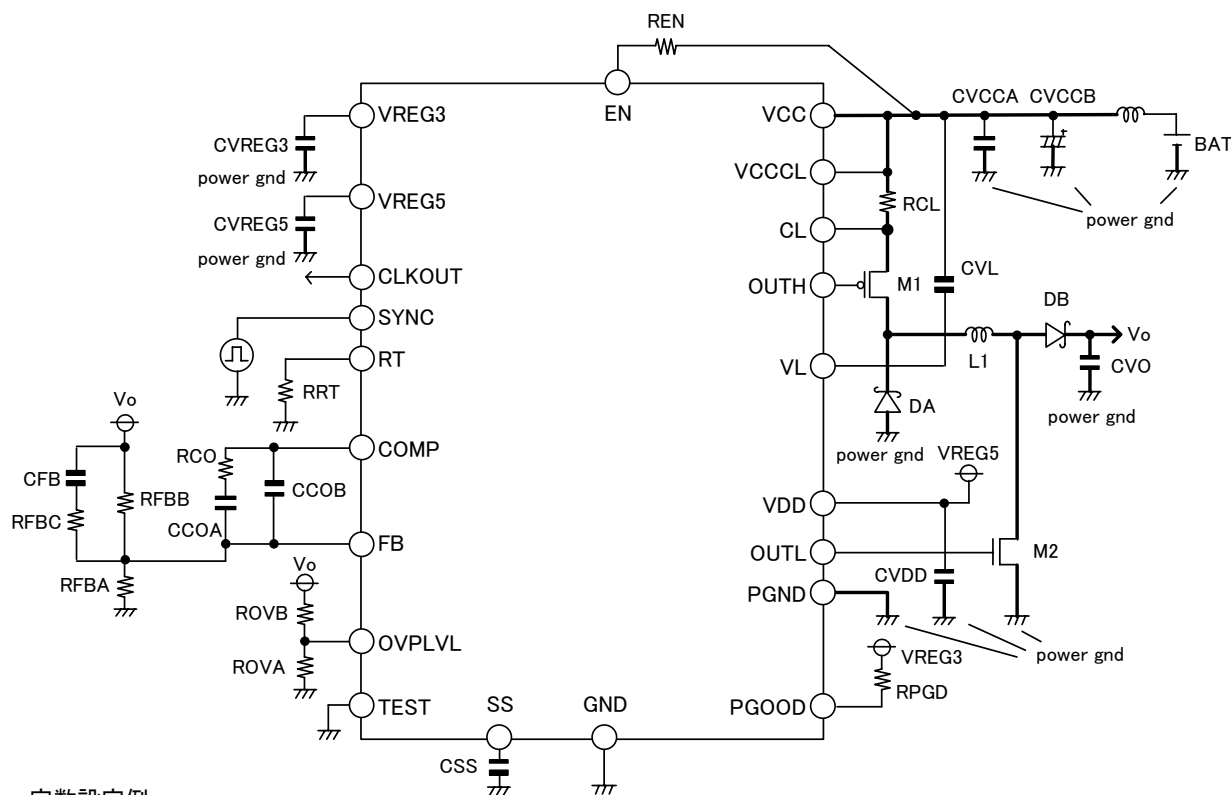 REN
EN
VREG3
CVREG3
power gnd
VREG5
CVREG5
power gnd
CLKOUT
SYNC
RT
RRT
Vo
COMP
RCO
CFB
RFBB
CCOB
RFBC
CCOA
FB
RFBA
Vo
ROVB
OVPLVL
ROVA
TEST
SS
CSS
GND
VCC
CVCCA
CVCCB
BAT
VCCCL
RCL
power gnd
CL
OUTH
M1
CVL
DB
Vo
L1
CVO
VL
DA
power gnd
power gnd
VREG5
VDD
OUTL
M2
CVDD
PGND
power gnd
VREG3
RPGD
PGOOD